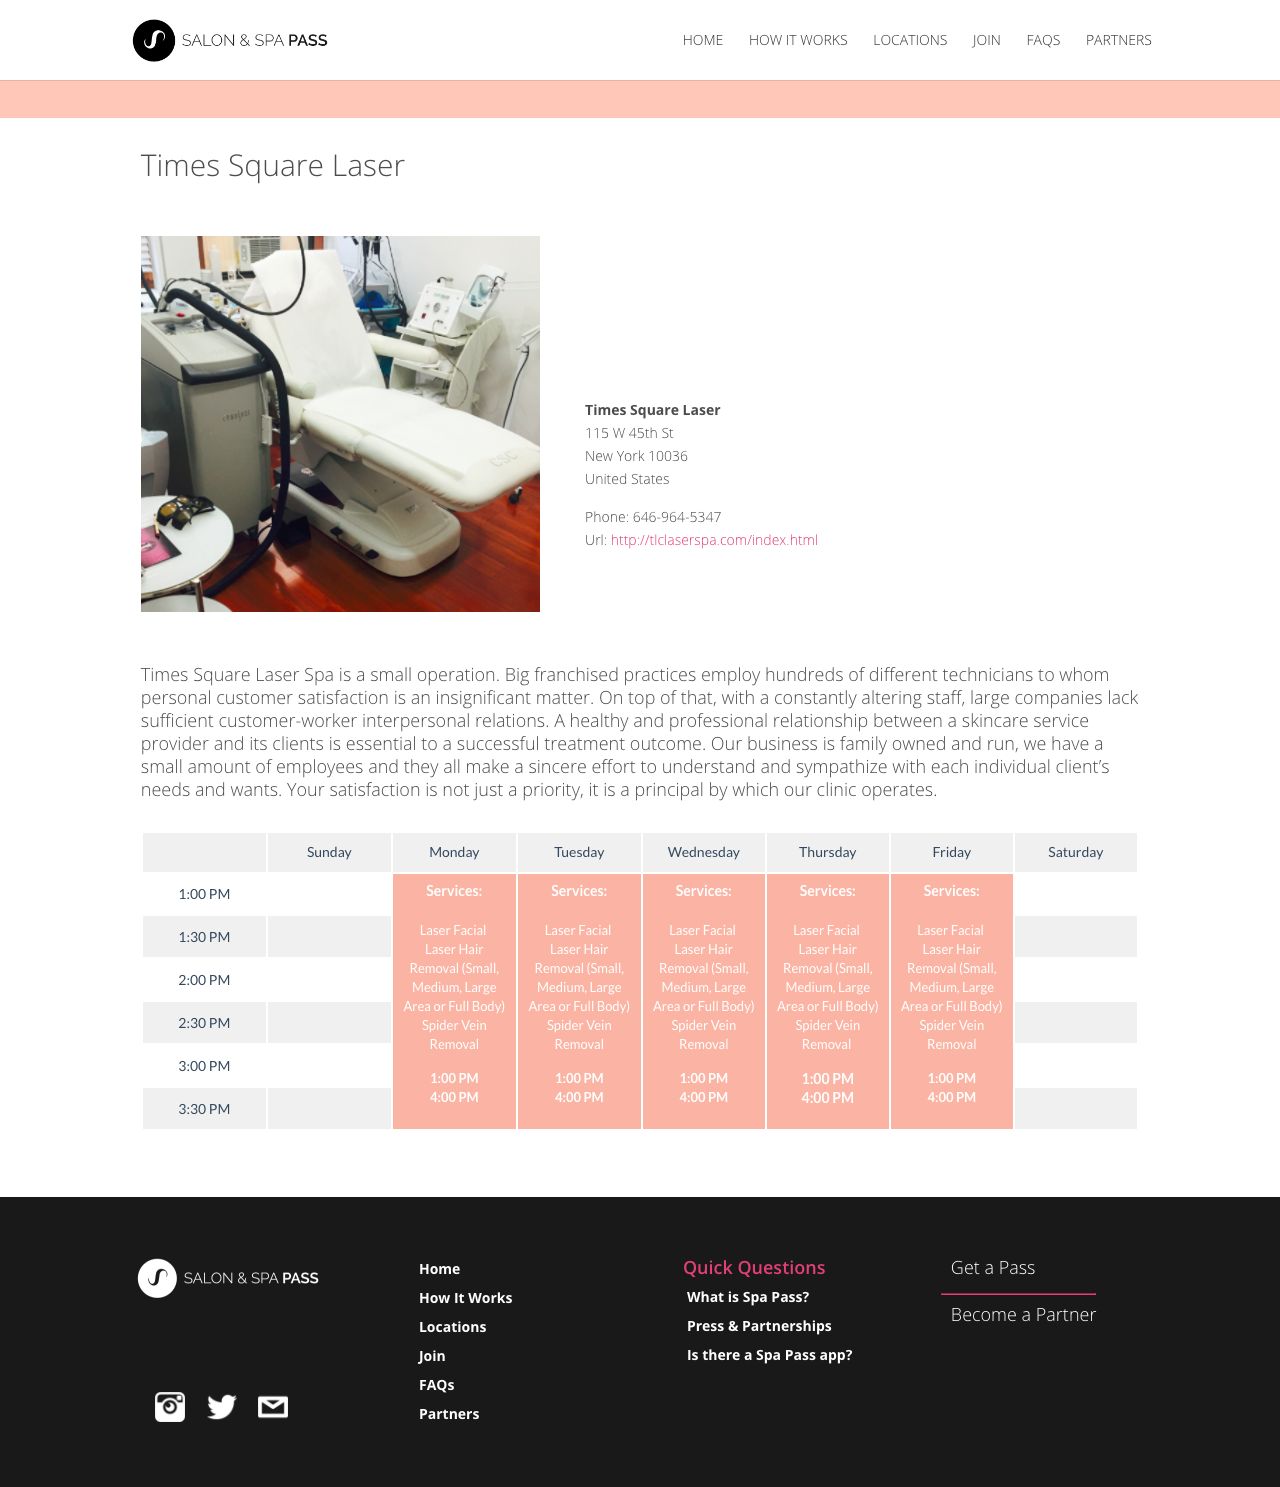 SALON & SPA PASS
HOME HOW IT WORKS LOCATIONS JOIN FAQS PARTNERS
Times Square Laser
CSC
Times Square Laser
115 W 45th St
New York 10036
United States
Phone: 646-964-5347
Url: http://tlclaserspa.com/index.html
Times Square Laser Spa is a small operation. Big franchised practices employ hundreds of different technicians to whom
personal customer satisfaction is an insignificant matter. On top of that, with a constantly altering staff, large companies lack
sufficient customer-worker interpersonal relations. A healthy and professional relationship between a skincare service
provider and its clients is essential to a successful treatment outcome. Our business is family owned and run, we have a
small amount of employees and they all make a sincere effort to understand and sympathize with each individual client’s
needs and wants. Your satisfaction is not just a priority, it is a principal by which our clinic operates.
Sunday Monday Tuesday Wednesday Thursday Friday Saturday
1:00 PM Services: Services: Services: Services: Services:
1:30 PM Laser Facial Laser Facial Laser Facial Laser Facial Laser Facial
Laser Hair Laser Hair Laser Hair Laser Hair Laser Hair
2:00 PM Removal (Small, Removal (Small, Removal (Small, Removal (Small, Removal (Small,
Medium, Large Medium, Large Medium, Large Medium, Large Medium, Large
Area or Full Body) Area or Full Body) Area or Full Body) Area or Full Body) Area or Full Body)
2:30 PM Spider Vein Spider Vein Spider Vein Spider Vein Spider Vein
Removal Removal Removal Removal Removal
3:00 PM 1:00 PM 1:00 PM 1:00 PM 1:00 PM 1:00 PM
3:30 PM 4:00 PM 4:00 PM 4:00 PM 4:00 PM 4:00 PM
SALON & SPA PASS
Home
How It Works
Locations
Join
FAQs
Partners
Quick Questions
What is Spa Pass?
Press & Partnerships
Is there a Spa Pass app?
Get a Pass
Become a Partner